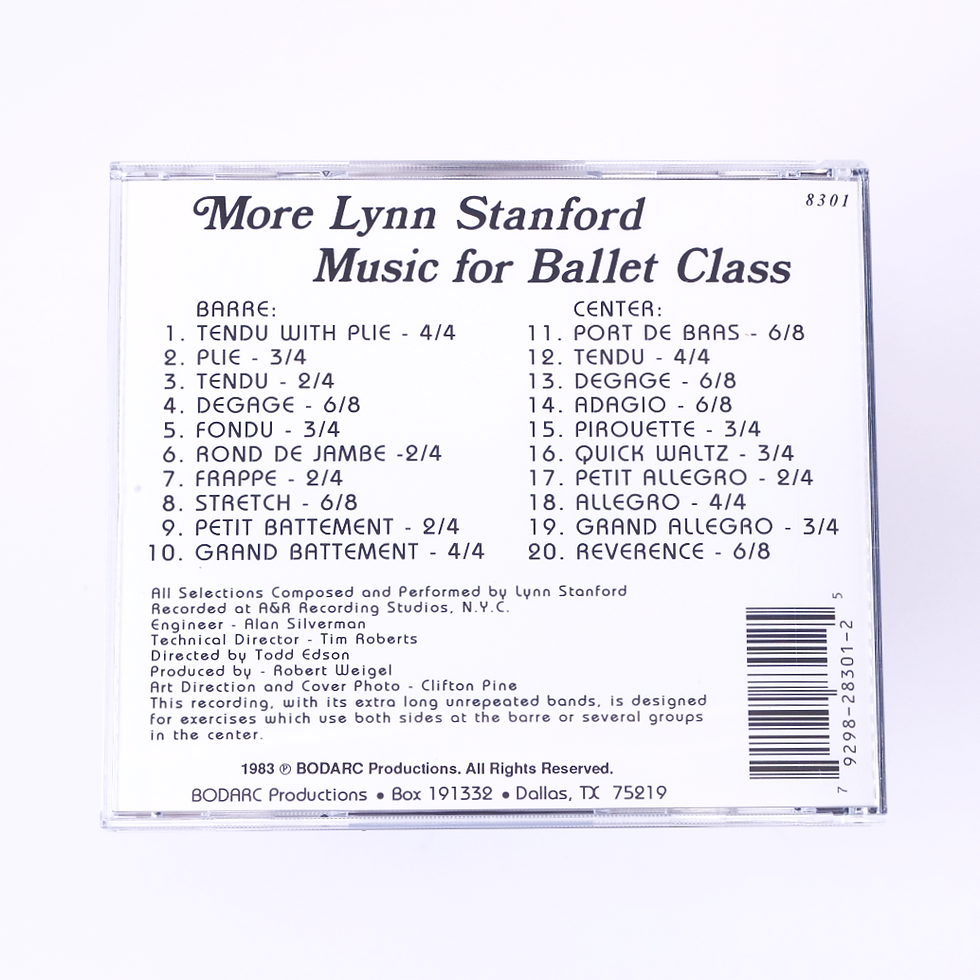 8301
More Lynn Stanford
Music for Ballet Class
BARRE:
1. TENDU WITH PLIE - 4/4
2. PLIE - 3/4
3. TENDU - 2/4
4. DEGAGE - 6/8
5. FONDU - 3/4
6. ROND DE JAMBE -2/4
7. FRAPPE - 2/4
8. STRETCH - 6/8
9. PETIT BATTEMENT - 2/4
10. GRAND BATTEMENT - 4/4
CENTER:
11. PORT DE BRAS - 6/8
12. TENDU - 4/4
13. DEGAGE - 6/8
14. ADAGIO - 6/8
15. PIROUETTE - 3/4
16. QUICK WALTZ - 3/4
17. PETIT ALLEGRO - 2/4
18. ALLEGRO - 4/4
19. GRAND ALLEGRO - 3/4
20. REVERENCE - 6/8
All Selections Composed and Performed by Lynn Stanford
Recorded at A&R Recording Studios, N.Y.C.
Engineer - Alan Silverman
Technical Director - Tim Roberts
Directed by Todd Edson
Produced by - Robert Weigel
Art Direction and Cover Photo - Clifton Pine
This recording, with its extra long unrepeated bands, is designed
for exercises which use both sides at the barre or several groups
in the center.
1983 ℗ BODARC Productions. All Rights Reserved.
BODARC Productions • Box 191332 • Dallas, TX 75219
7 9298-28301-2 5